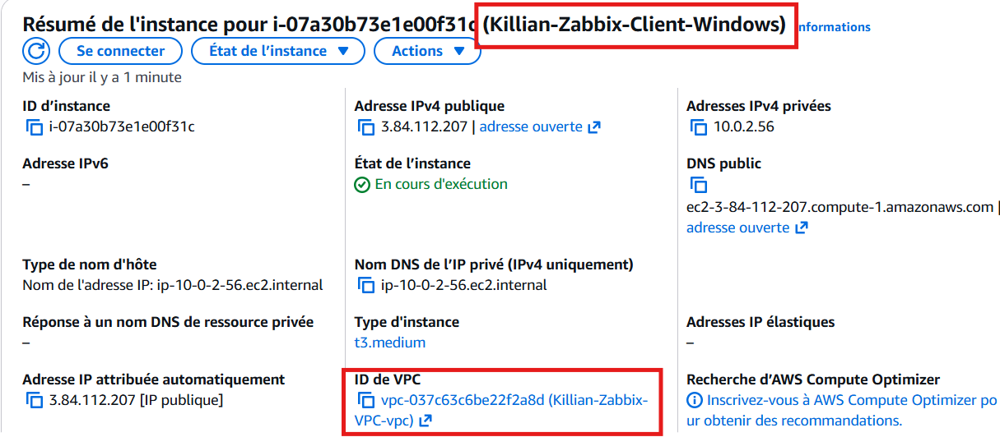 Résumé de l'instance pour i-07a30b73e1e00f31c (Killian-Zabbix-Client-Windows) nformations
Se connecter État de l’instance Actions
Mis à jour il y a 1 minute
ID d’instance
i-07a30b73e1e00f31c
Adresse IPv4 publique
3.84.112.207 | adresse ouverte
Adresses IPv4 privées
10.0.2.56
Adresse IPv6
–
État de l’instance
En cours d'exécution
DNS public
ec2-3-84-112-207.compute-1.amazonaws.com |
adresse ouverte
Type de nom d'hôte
Nom de l'adresse IP: ip-10-0-2-56.ec2.internal
Nom DNS de l’IP privé (IPv4 uniquement)
ip-10-0-2-56.ec2.internal
Réponse à un nom DNS de ressource privée
–
Type d'instance
t3.medium
Adresses IP élastiques
–
Adresse IP attribuée automatiquement
3.84.112.207 [IP publique]
ID de VPC
vpc-037c63c6be22f2a8d (Killian-Zabbix-
VPC-vpc)
Recherche d’AWS Compute Optimizer
Inscrivez-vous à AWS Compute Optimizer po
ur obtenir des recommandations.